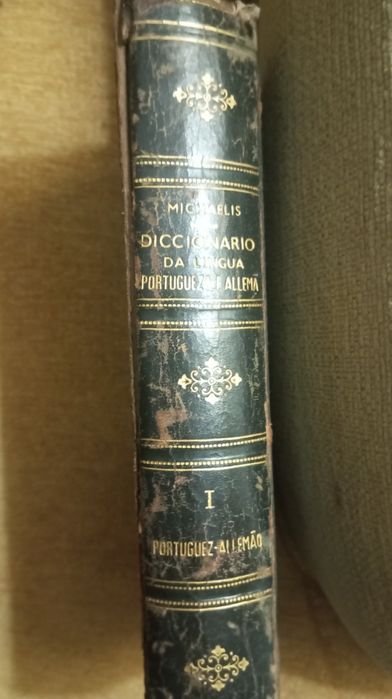 MICHAELIS
DICCIONARIO
DA LINGUA
PORTUGUEZA E ALLEMÃ
I
PORTUGUEZ-ALLEMÃO